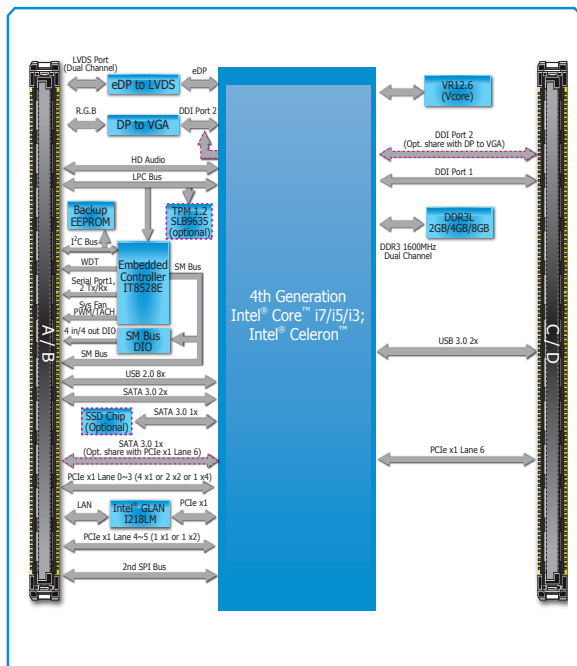 LVDS Port
(Dual Channel)
eDP to LVDS
eDP
R.G.B
DP to VGA
DDI Port 2
HD Audio
LPC Bus
Backup
EEPROM
TPM 1.2
SLB9635
(optional)
I²C Bus
WDT
Serial Port1,
2 Tx/Rx
Sys Fan
PWM/TACH
Embedded
Controller
IT8528E
SM Bus
4 in/4 out DIO
SM Bus
DIO
SM Bus
USB 2.0 8x
SATA 3.0 2x
SSD Chip
(Optional)
SATA 3.0 1x
SATA 3.0 1x
(Opt. share with PCIe x1 Lane 6)
PCIe x1 Lane 0~3 (4 x1 or 2 x2 or 1 x4)
LAN
Intel® GLAN
I218LM
PCIe x1
PCIe x1 Lane 4~5 (1 x1 or 1 x2)
2nd SPI Bus
A / B
4th Generation
Intel® Core™ i7/i5/i3;
Intel® Celeron™
VR12.6
(Vcore)
DDI Port 2
(Opt. share with DP to VGA)
DDI Port 1
DDR3L
2GB/4GB/8GB
DDR3 1600MHz
Dual Channel
USB 3.0 2x
PCIe x1 Lane 6
C / D